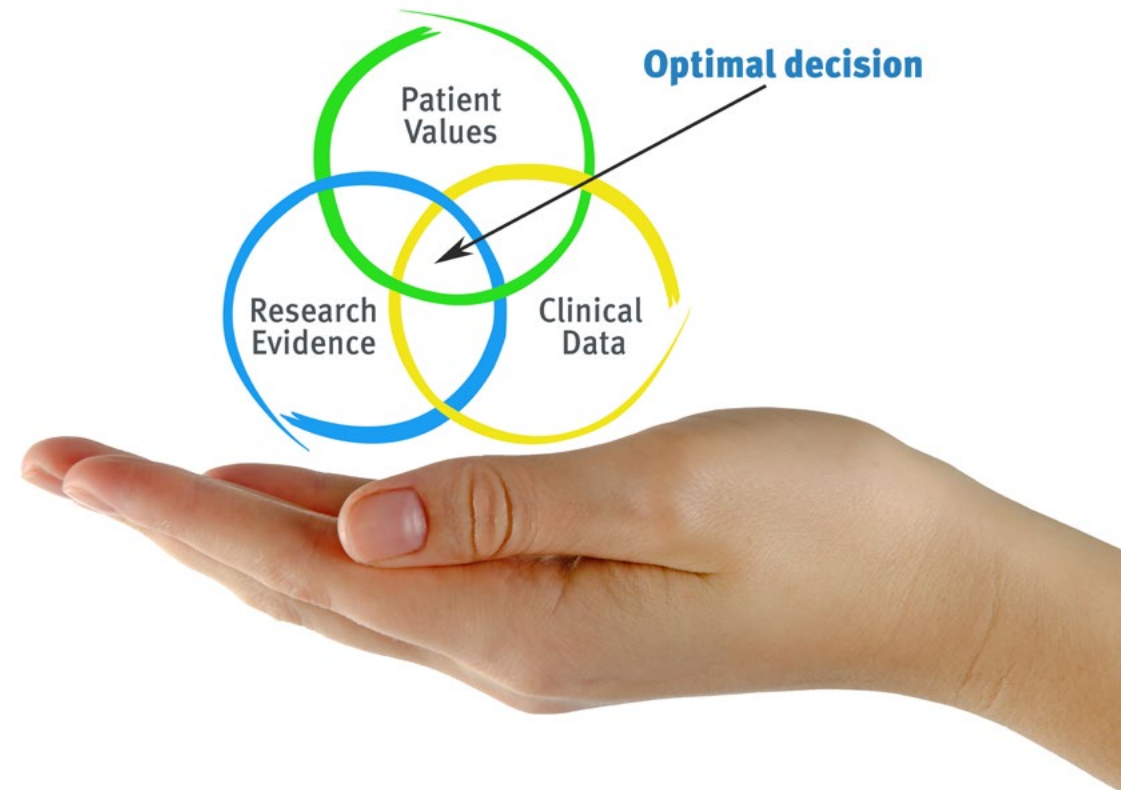 Optimal decision
Patient
Values
Research
Evidence
Clinical
Data